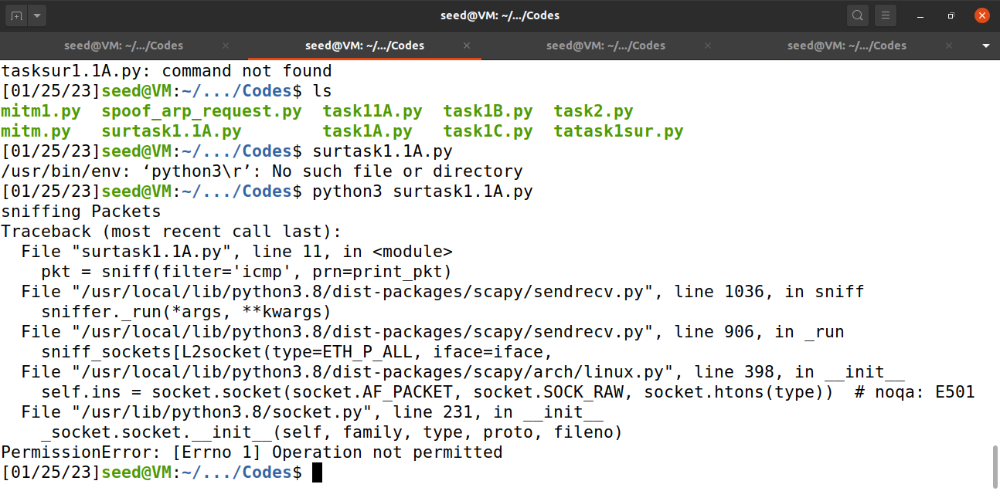 seed@VM: ~/.../Codes
seed@VM: ~/.../Codes seed@VM: ~/.../Codes seed@VM: ~/.../Codes seed@VM: ~/.../Codes
tasksur1.1A.py: command not found
[01/25/23]seed@VM:~/.../Codes$ ls
mitm1.py  spoof_arp_request.py  task11A.py  task1B.py  task2.py
mitm.py   surtask1.1A.py        task1A.py   task1C.py  tatask1sur.py
[01/25/23]seed@VM:~/.../Codes$ surtask1.1A.py
/usr/bin/env: ‘python3\r’: No such file or directory
[01/25/23]seed@VM:~/.../Codes$ python3 surtask1.1A.py
sniffing Packets
Traceback (most recent call last):
  File "surtask1.1A.py", line 11, in <module>
    pkt = sniff(filter='icmp', prn=print_pkt)
  File "/usr/local/lib/python3.8/dist-packages/scapy/sendrecv.py", line 1036, in sniff
    sniffer._run(*args, **kwargs)
  File "/usr/local/lib/python3.8/dist-packages/scapy/sendrecv.py", line 906, in _run
    sniff_sockets[L2socket(type=ETH_P_ALL, iface=iface,
  File "/usr/local/lib/python3.8/dist-packages/scapy/arch/linux.py", line 398, in __init__
    self.ins = socket.socket(socket.AF_PACKET, socket.SOCK_RAW, socket.htons(type))  # noqa: E501
  File "/usr/lib/python3.8/socket.py", line 231, in __init__
    _socket.socket.__init__(self, family, type, proto, fileno)
PermissionError: [Errno 1] Operation not permitted
[01/25/23]seed@VM:~/.../Codes$